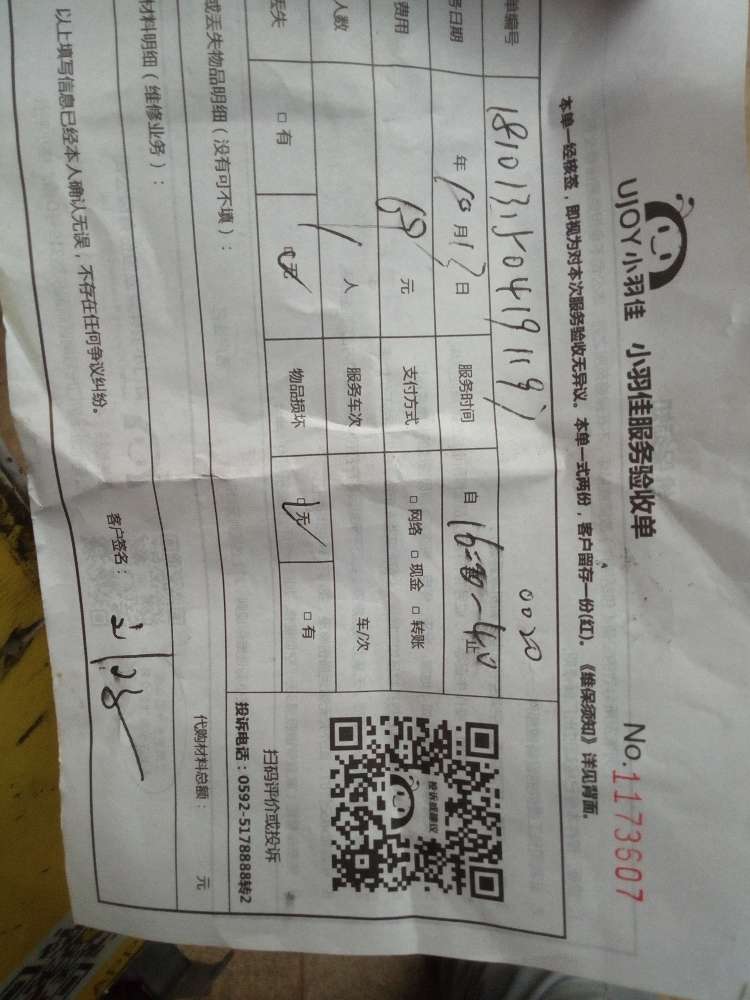 UJOY小羽佳 小羽佳服务验收单
No.1173607
本单一经核签，即视为对本次服务验收无异议。本单一式两份，客户留存一份(红)。《维保须知》详见背面。
单编号
务日期 年 10 月 13 日 服务时间 自 止
费用 元 支付方式 □ 网络 □ 现金 □ 转账
人数 1 人 服务车次 车/次
丢失 □ 有 □ 无 物品损坏 □ 无 □ 有
或丢失物品明细（没有可不填）：
投诉或建议
扫码评价或投诉
投诉电话：0592-5178888转2
材料明细（维修业务）： 代购材料总额： 元
以上填写信息已经本人确认无误，不存在任何争议纠纷。 客户签名：